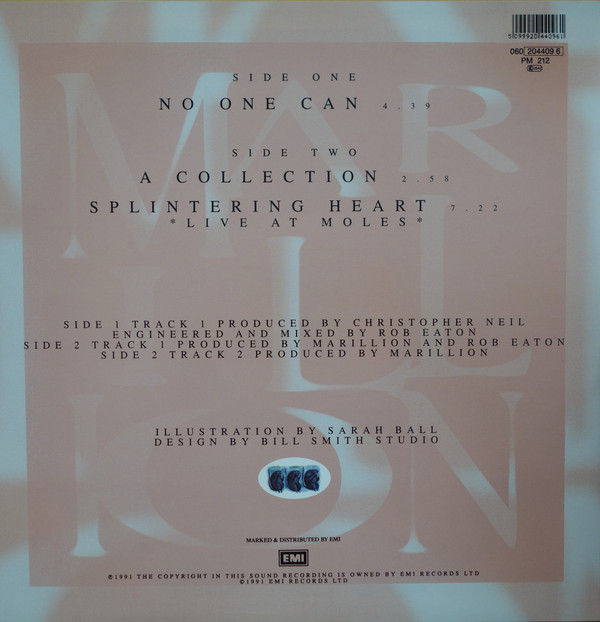 5 099920 440961
060 204409 6
PM 212
MARILLION
SIDE ONE
NO ONE CAN 4.39
SIDE TWO
A COLLECTION 2.58
SPLINTERING HEART 7.22
*LIVE AT MOLES*
SIDE 1 TRACK 1 PRODUCED BY CHRISTOPHER NEIL
ENGINEERED AND MIXED BY ROB EATON
SIDE 2 TRACK 1 PRODUCED BY MARILLION AND ROB EATON
SIDE 2 TRACK 2 PRODUCED BY MARILLION
ILLUSTRATION BY SARAH BALL
DESIGN BY BILL SMITH STUDIO
MARKED & DISTRIBUTED BY EMI
EMI
℗1991 THE COPYRIGHT IN THIS SOUND RECORDING IS OWNED BY EMI RECORDS LTD
©1991 EMI RECORDS LTD